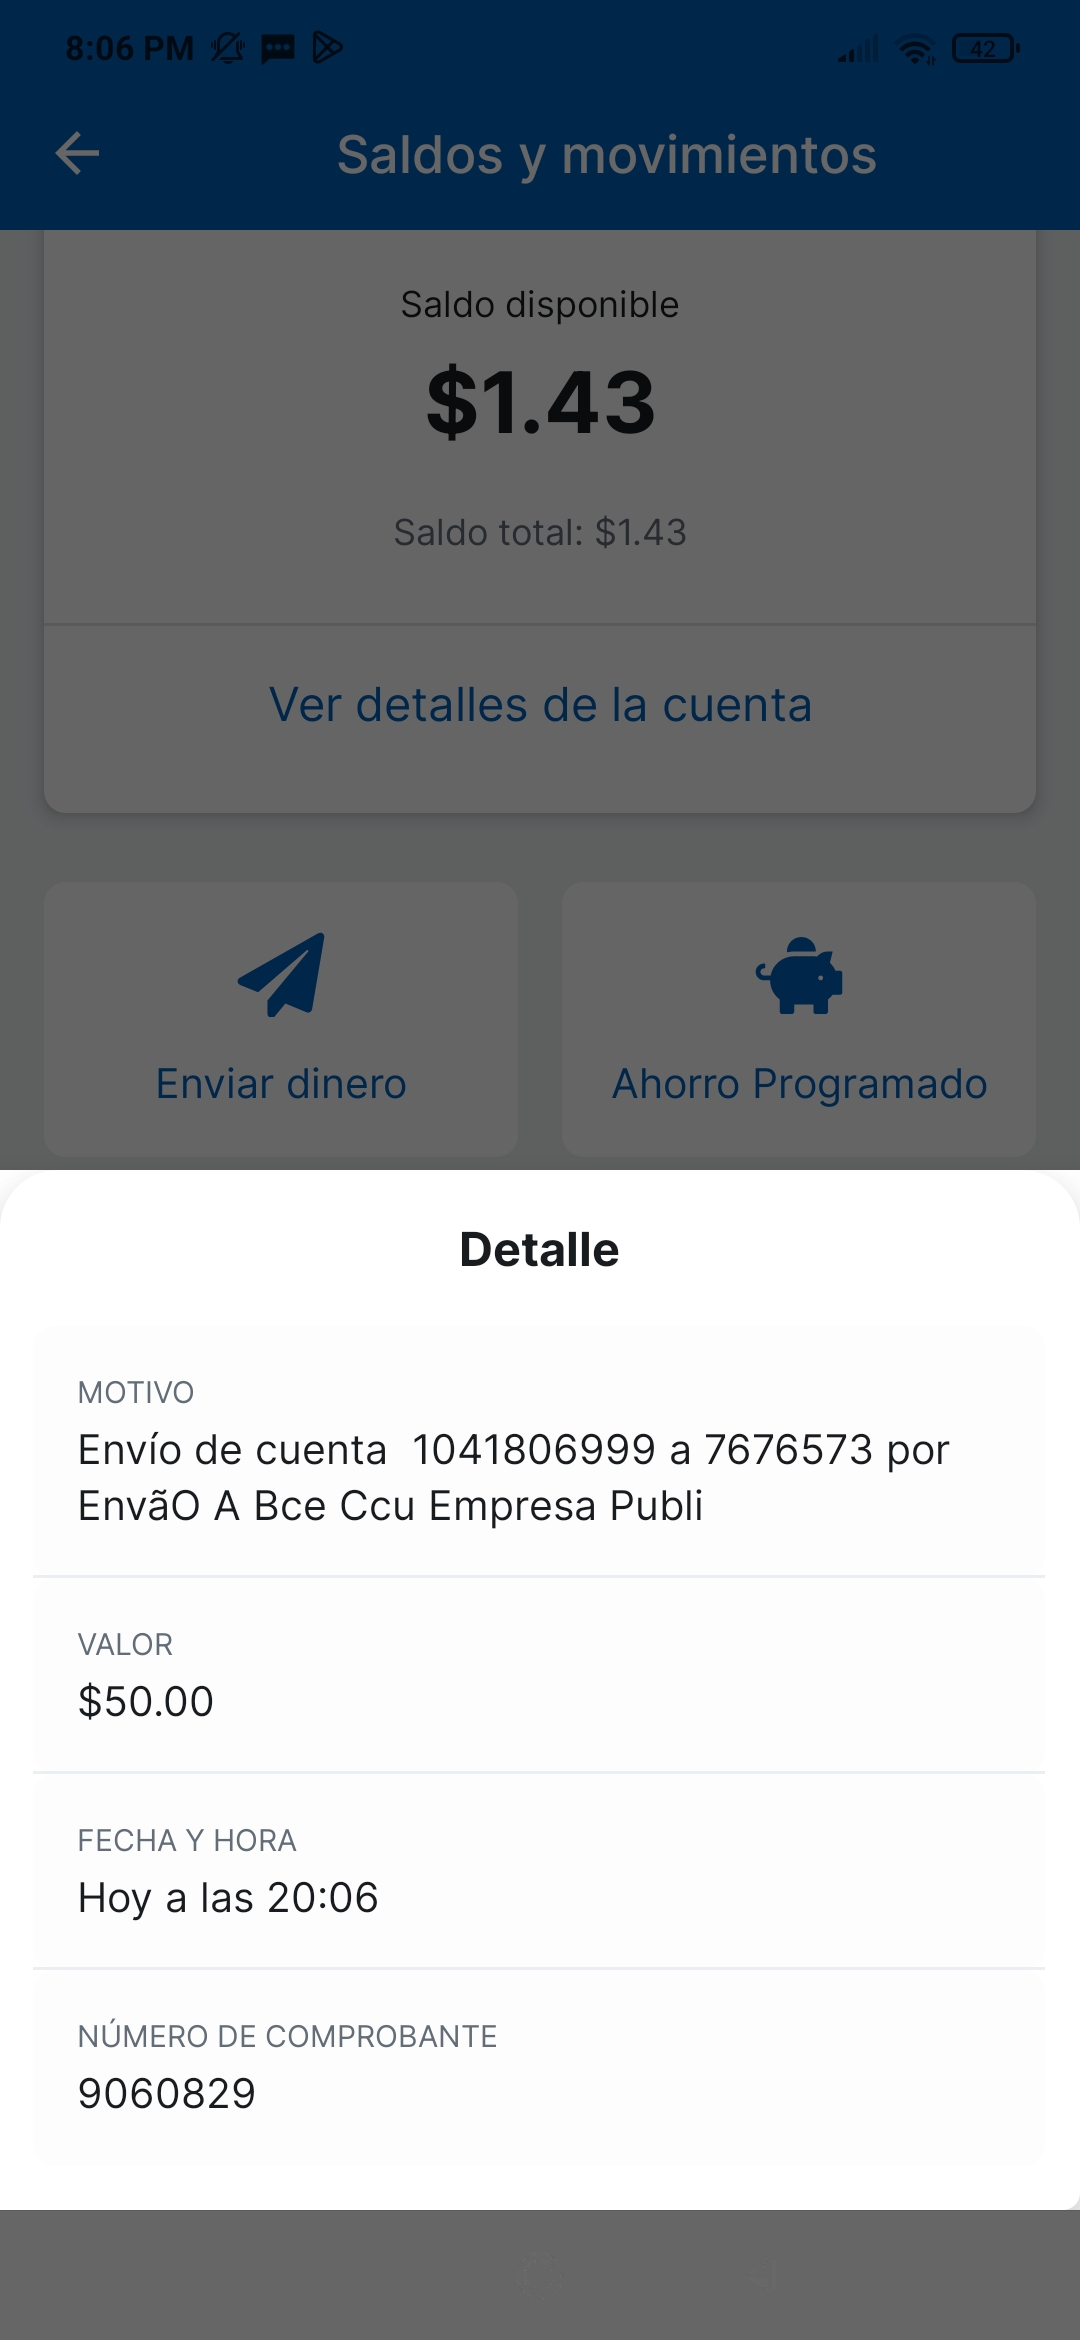 8:06 PM
42
Saldos y movimientos
Saldo disponible
$1.43
Saldo total: $1.43
Ver detalles de la cuenta
Enviar dinero
Ahorro Programado
Detalle
MOTIVO
Envío de cuenta  1041806999 a 7676573 por
EnvãO A Bce Ccu Empresa Publi
VALOR
$50.00
FECHA Y HORA
Hoy a las 20:06
NÚMERO DE COMPROBANTE
9060829